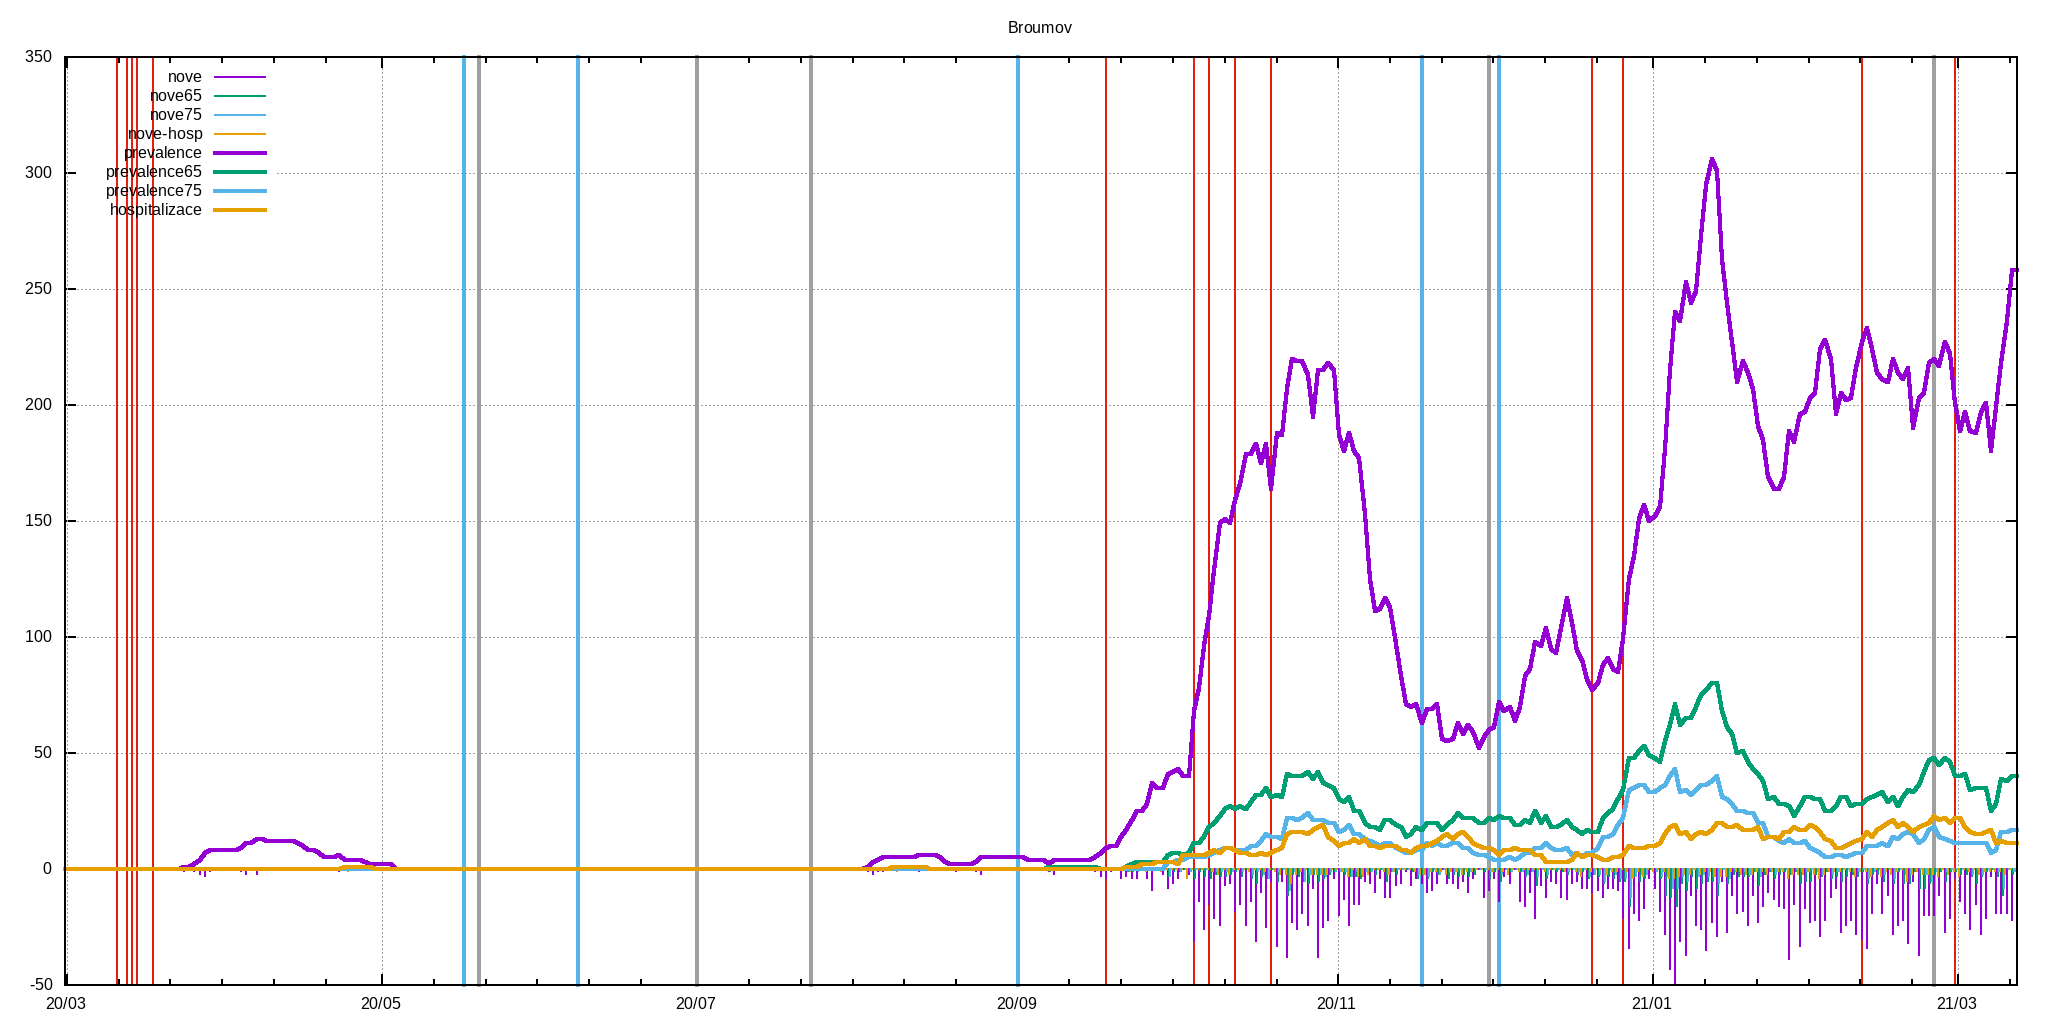 Broumov
350
300
250
200
150
100
50
0
-50
nove
nove65
nove75
nove-hosp
prevalence
prevalence65
prevalence75
hospitalizace
20/03 20/05 20/07 20/09 20/11 21/01 21/03